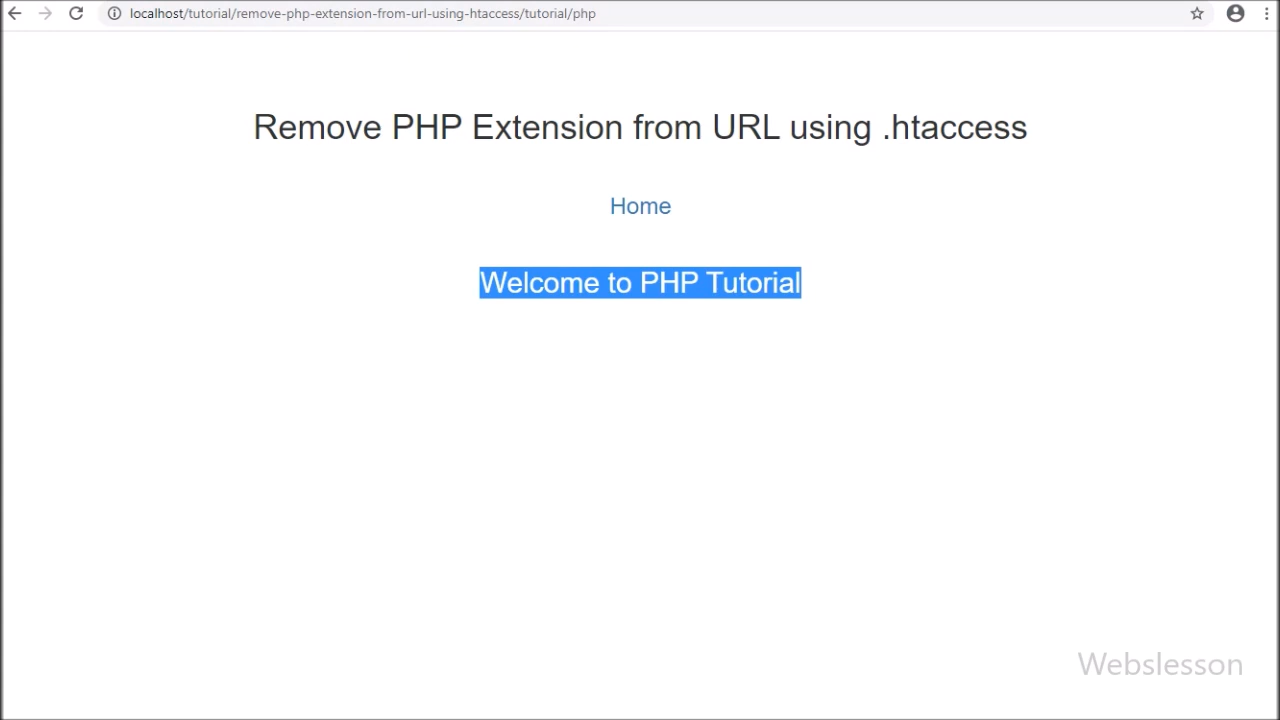 localhost/tutorial/remove-php-extension-from-url-using-htaccess/tutorial/php
Remove PHP Extension from URL using .htaccess
Home
Welcome to PHP Tutorial
Webslesson